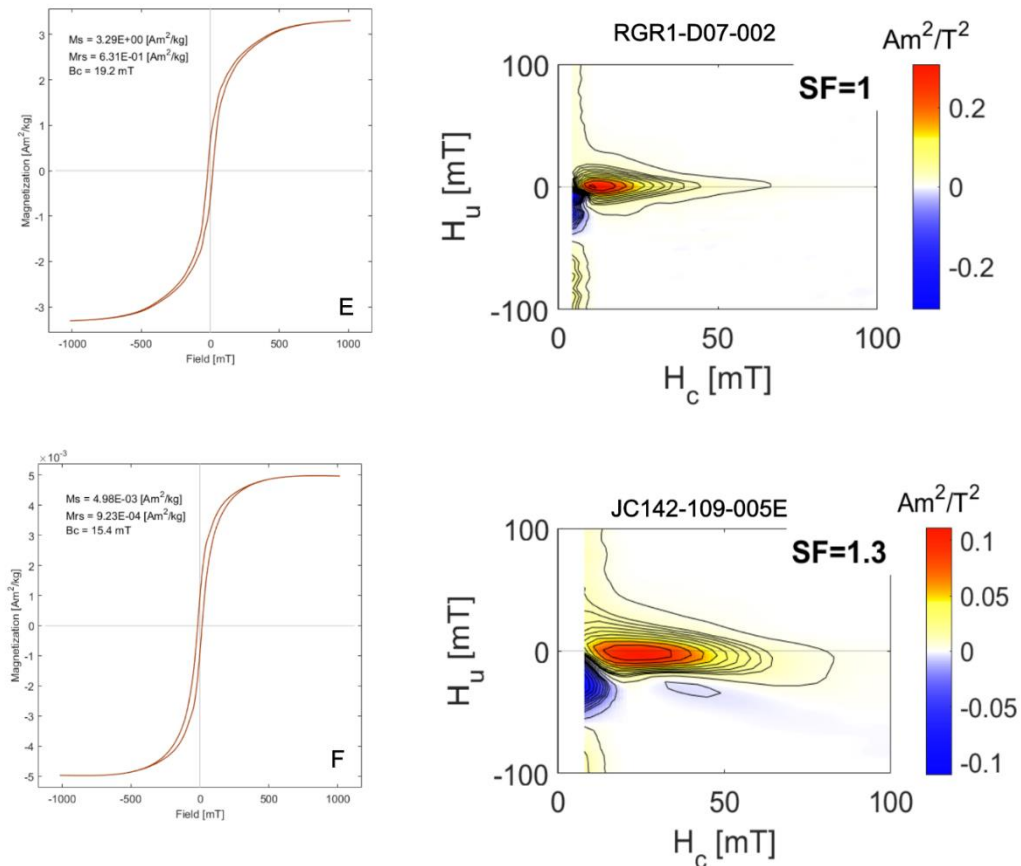 Ms = 3.29E+00 [Am²/kg]
Mrs = 6.31E-01 [Am²/kg]
Bc = 19.2 mT
3
2
1
0
-1
-2
-3
Magnetization [Am²/kg]
-1000 -500 0 500 1000
Field [mT]
E
RGR1-D07-002
SF=1
100
0
-100
H_u [mT]
0 50 100
H_c [mT]
Am²/T²
0.2
0
-0.2
×10⁻³
Ms = 4.98E-03 [Am²/kg]
Mrs = 9.23E-04 [Am²/kg]
Bc = 15.4 mT
5
4
3
2
1
0
-1
-2
-3
-4
-5
Magnetization [Am²/kg]
-1000 -500 0 500 1000
Field [mT]
F
JC142-109-005E
SF=1.3
100
0
-100
H_u [mT]
0 50 100
H_c [mT]
Am²/T²
0.1
0.05
0
-0.05
-0.1